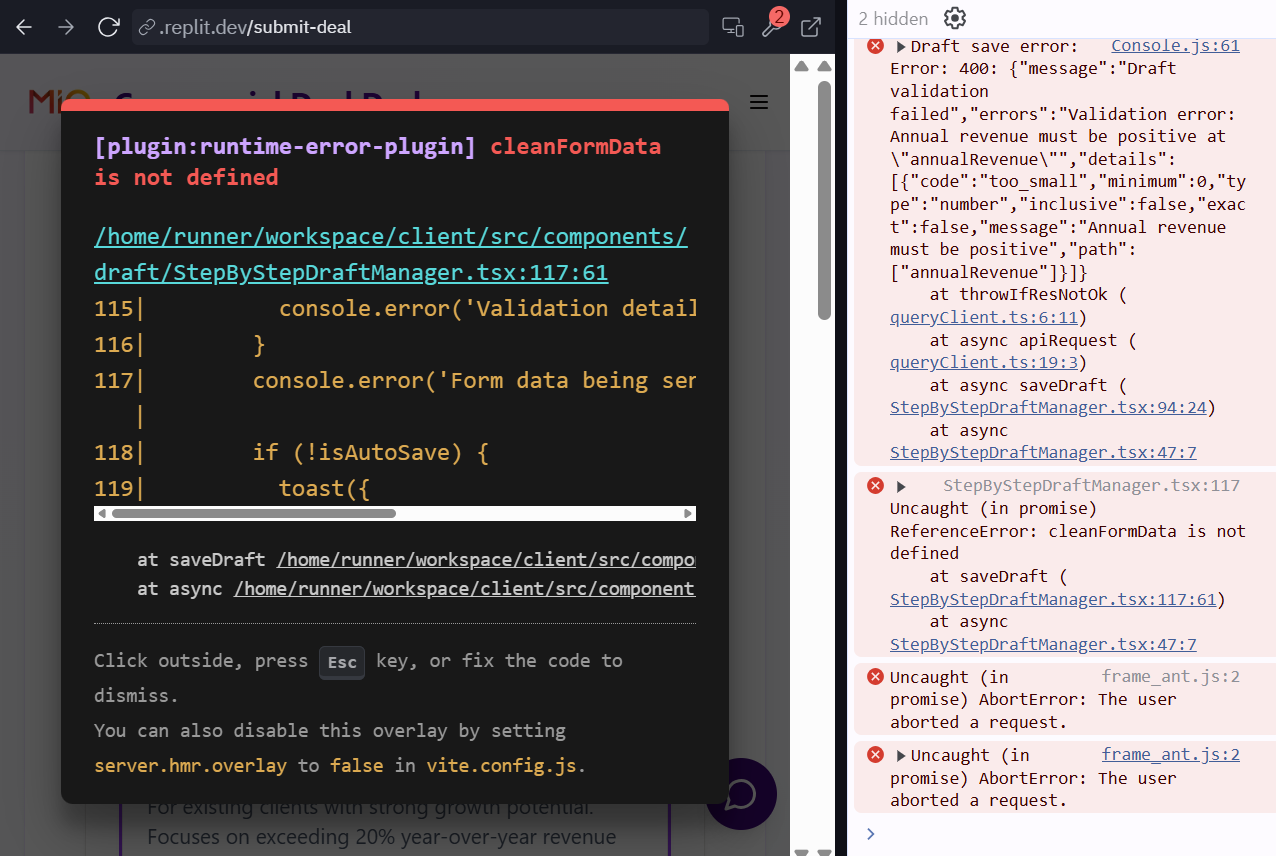 .replit.dev/submit-deal
2
[plugin:runtime-error-plugin] cleanFormData
is not defined
/home/runner/workspace/client/src/components/
draft/StepByStepDraftManager.tsx:117:61
115| console.error('Validation detail
116| }
117| console.error('Form data being sen
|
118| if (!isAutoSave) {
119| toast({
at saveDraft /home/runner/workspace/client/src/compo
at async /home/runner/workspace/client/src/component
Click outside, press Esc key, or fix the code to
dismiss.
You can also disable this overlay by setting
server.hmr.overlay to false in vite.config.js.
For existing clients with strong growth potential.
Focuses on exceeding 20% year-over-year revenue
2 hidden
Draft save error: Console.js:61
Error: 400: {"message":"Draft
validation
failed","errors":"Validation error:
Annual revenue must be positive at
\"annualRevenue\"","details":
[{"code":"too_small","minimum":0,"ty
pe":"number","inclusive":false,"exac
t":false,"message":"Annual revenue
must be positive","path":
["annualRevenue"]}]}
at throwIfResNotOk (
queryClient.ts:6:11)
at async apiRequest (
queryClient.ts:19:3)
at async saveDraft (
StepByStepDraftManager.tsx:94:24)
at async
StepByStepDraftManager.tsx:47:7
StepByStepDraftManager.tsx:117
Uncaught (in promise)
ReferenceError: cleanFormData is not
defined
at saveDraft (
StepByStepDraftManager.tsx:117:61)
at async
StepByStepDraftManager.tsx:47:7
Uncaught (in frame_ant.js:2
promise) AbortError: The user
aborted a request.
Uncaught (in frame_ant.js:2
promise) AbortError: The user
aborted a request.